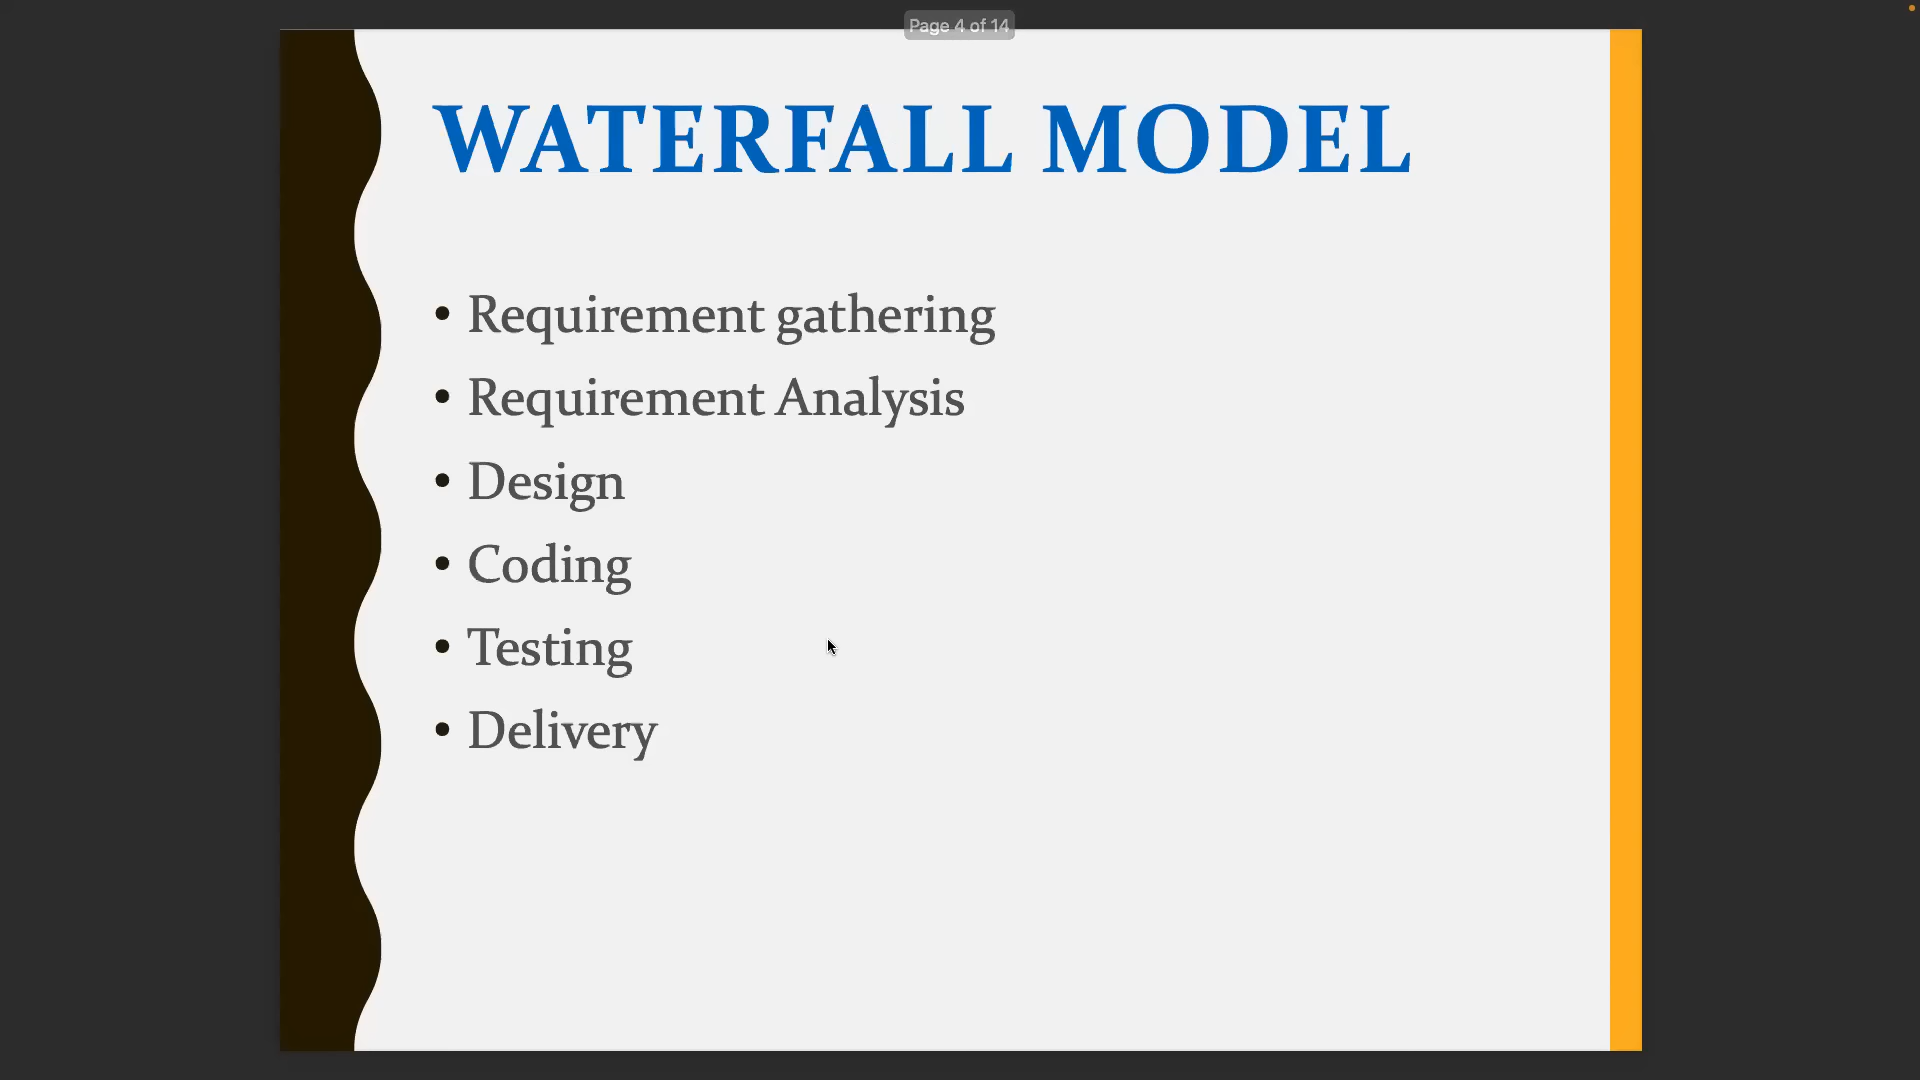 Page 4 of 14
WATERFALL MODEL
• Requirement gathering
• Requirement Analysis
• Design
• Coding
• Testing
• Delivery